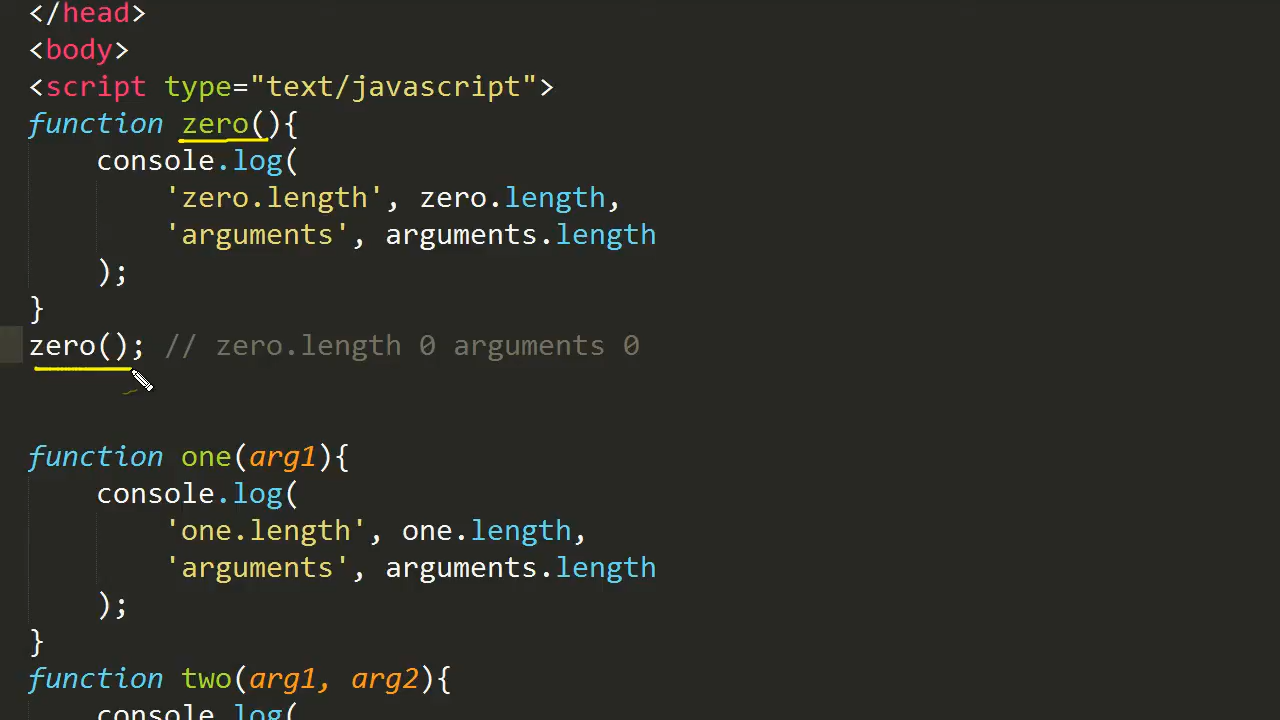 </head>
<body>
<script type="text/javascript">
function zero(){
    console.log(
        'zero.length', zero.length,
        'arguments', arguments.length
    );
}
zero(); // zero.length 0 arguments 0
function one(arg1){
    console.log(
        'one.length', one.length,
        'arguments', arguments.length
    );
}
function two(arg1, arg2){
    console.log(